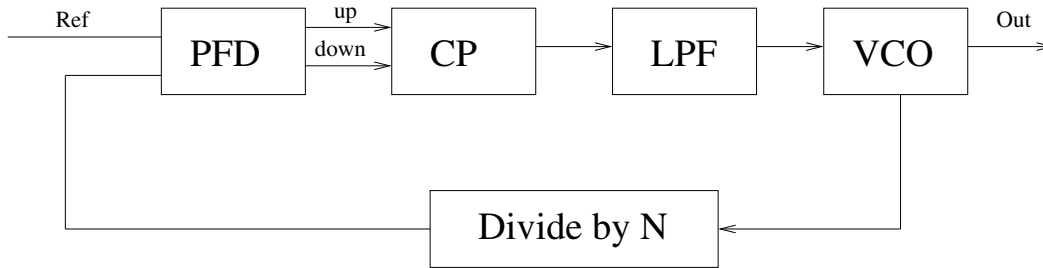 Ref
up
down
Out
PFD
CP
LPF
VCO
Divide by N